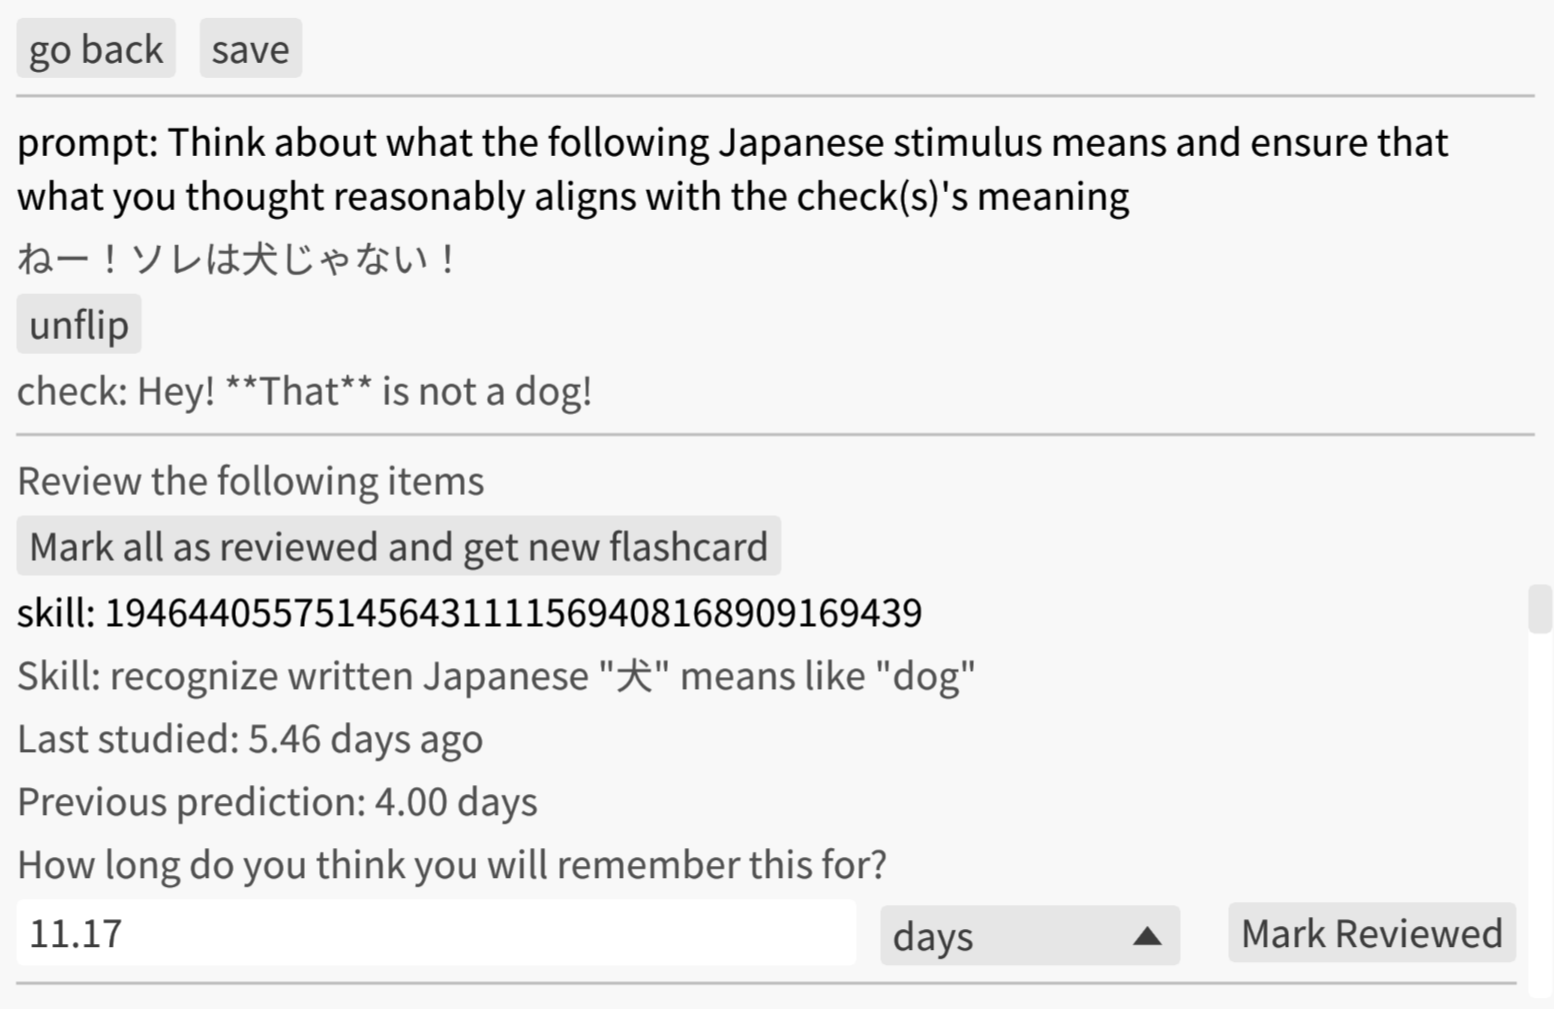 go back save
prompt: Think about what the following Japanese stimulus means and ensure that
what you thought reasonably aligns with the check(s)'s meaning
ねー！ソレは犬じゃない！
unflip
check: Hey! **That** is not a dog!
Review the following items
Mark all as reviewed and get new flashcard
skill: 194644055751456431111569408168909169439
Skill: recognize written Japanese "犬" means like "dog"
Last studied: 5.46 days ago
Previous prediction: 4.00 days
How long do you think you will remember this for?
11.17 days Mark Reviewed